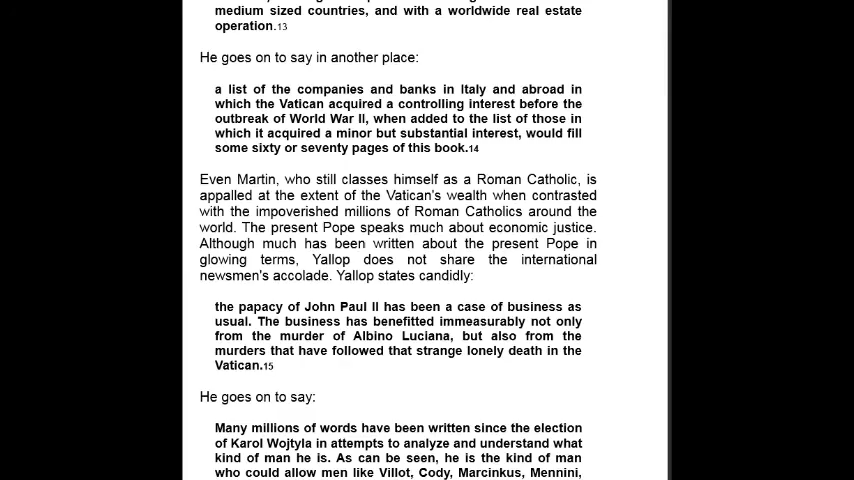 medium sized countries, and with a worldwide real estate
operation.13
He goes on to say in another place:
a list of the companies and banks in Italy and abroad in
which the Vatican acquired a controlling interest before the
outbreak of World War II, when added to the list of those in
which it acquired a minor but substantial interest, would fill
some sixty or seventy pages of this book.14
Even Martin, who still classes himself as a Roman Catholic, is
appalled at the extent of the Vatican's wealth when contrasted
with the impoverished millions of Roman Catholics around the
world. The present Pope speaks much about economic justice.
Although much has been written about the present Pope in
glowing terms, Yallop does not share the international
newsmen's accolade. Yallop states candidly:
the papacy of John Paul II has been a case of business as
usual. The business has benefitted immeasurably not only
from the murder of Albino Luciana, but also from the
murders that have followed that strange lonely death in the
Vatican.15
He goes on to say:
Many millions of words have been written since the election
of Karol Wojtyla in attempts to analyze and understand what
kind of man he is. As can be seen, he is the kind of man
who could allow men like Villot, Cody, Marcinkus, Mennini,